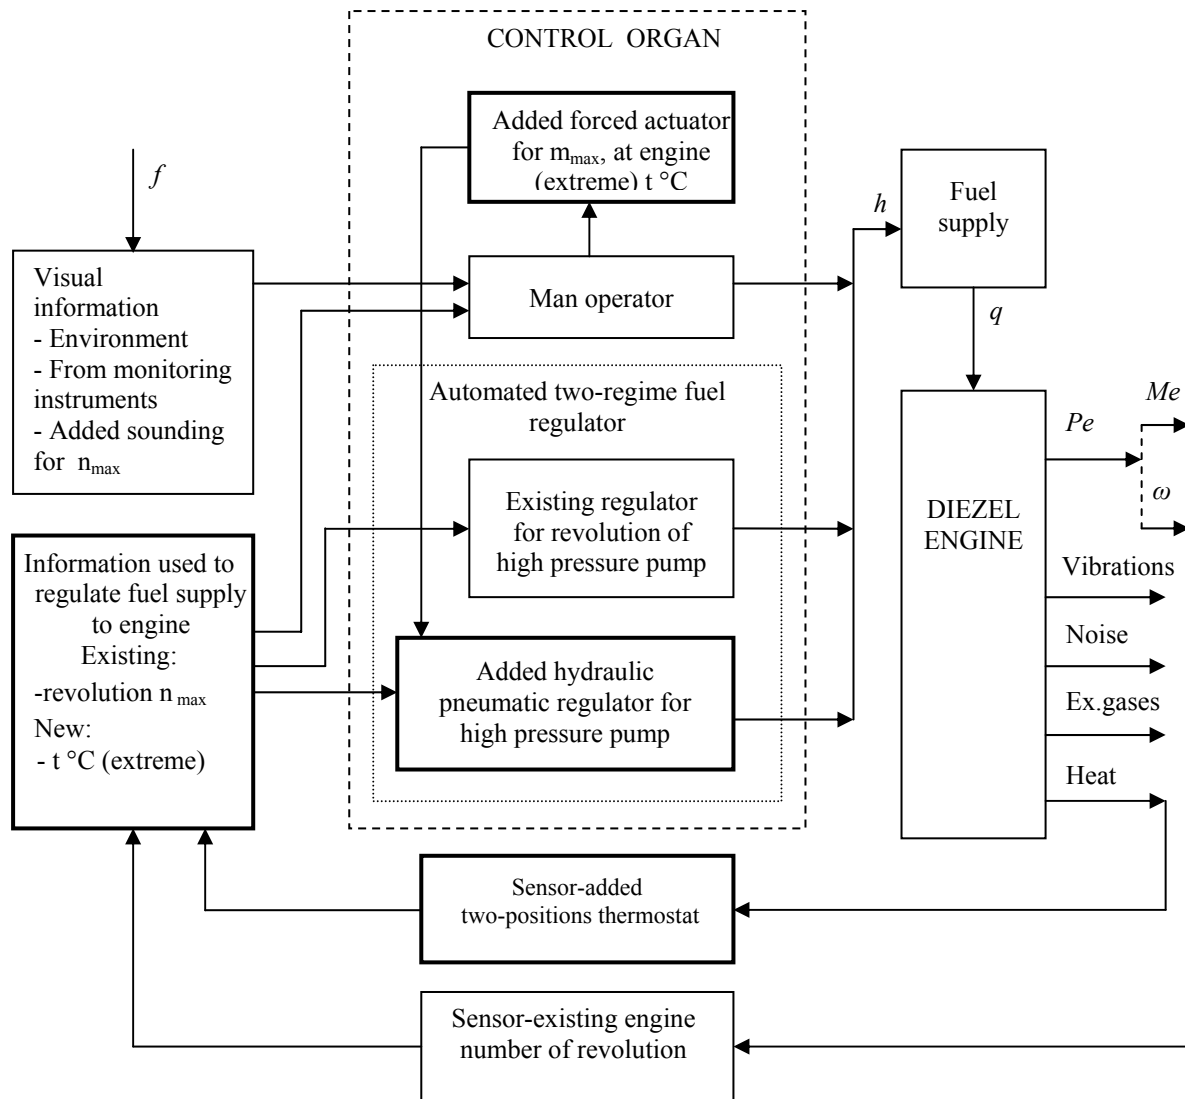 CONTROL ORGAN
Added forced actuator
for m max, at engine
(extreme) t °C
f
h
Fuel
supply
Visual
information
- Environment
- From monitoring
instruments
- Added sounding
for n max
Man operator
q
Automated two-regime fuel
regulator
Me
Pe
ω
Existing regulator
for revolution of
high pressure pump
DIEZEL
ENGINE
Information used to
regulate fuel supply
to engine
Existing:
-revolution n max
New:
- t °C (extreme)
Vibrations
Noise
Ex.gases
Heat
Added hydraulic
pneumatic regulator for
high pressure pump
Sensor-added
two-positions thermostat
Sensor-existing engine
number of revolution